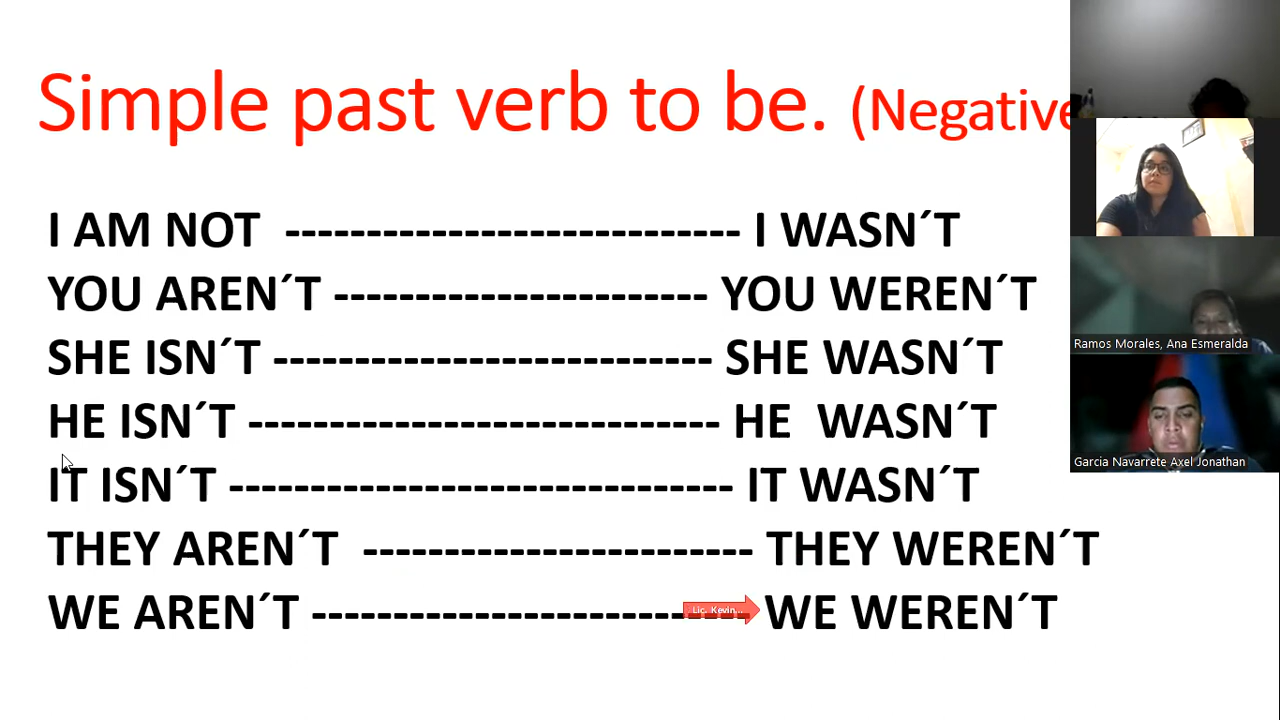 Simple past verb to be. (Negative
I AM NOT ---------------------------- I WASN´T
YOU AREN´T ----------------------- YOU WEREN´T
SHE ISN´T --------------------------- SHE WASN´T
HE ISN´T ----------------------------- HE  WASN´T
IT ISN´T ------------------------------- IT WASN´T
THEY AREN´T ------------------------ THEY WEREN´T
WE AREN´T --------------------------- WE WEREN´T
Lic. Kevin...
Ramos Morales, Ana Esmeralda
Garcia Navarrete Axel Jonathan